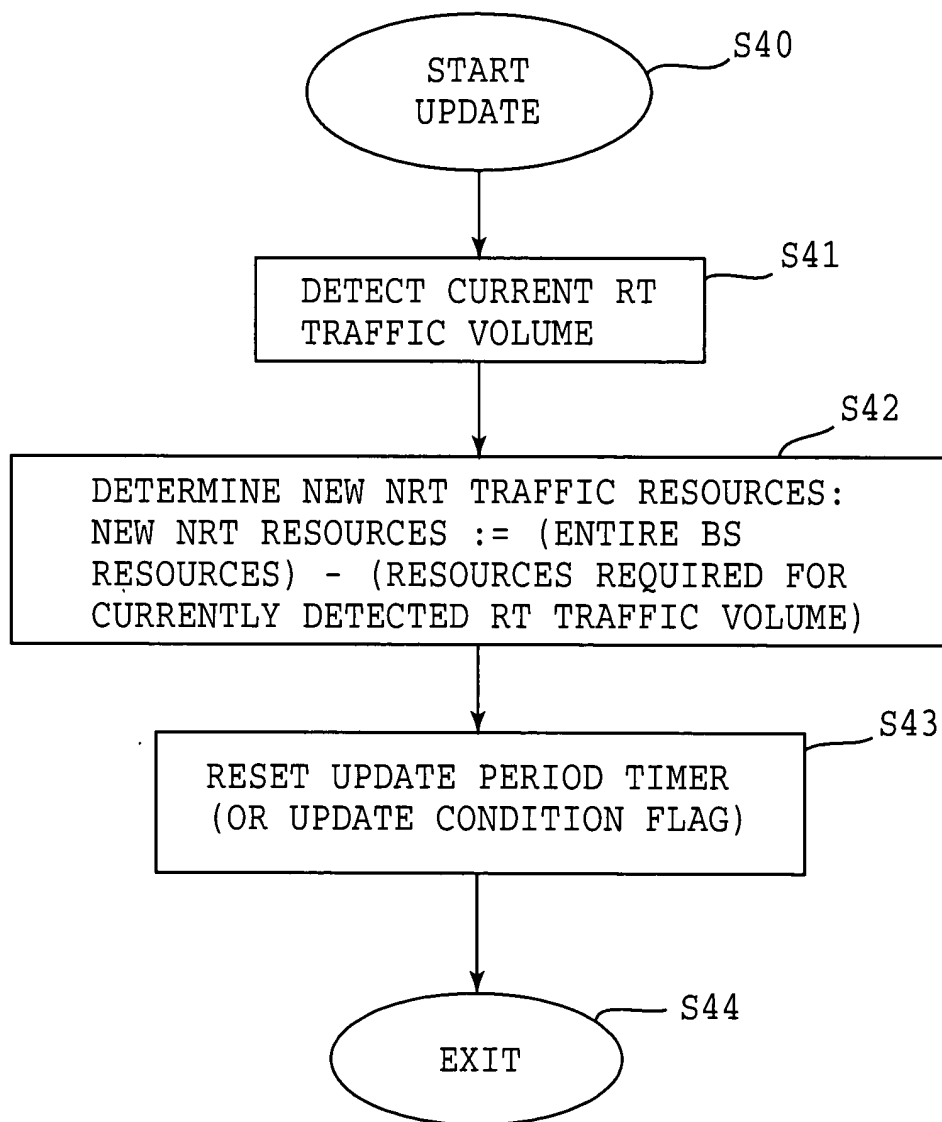 S40
START
UPDATE
S41
DETECT CURRENT RT
TRAFFIC VOLUME
S42
DETERMINE NEW NRT TRAFFIC RESOURCES:
NEW NRT RESOURCES := (ENTIRE BS
RESOURCES) - (RESOURCES REQUIRED FOR
CURRENTLY DETECTED RT TRAFFIC VOLUME)
S43
RESET UPDATE PERIOD TIMER
(OR UPDATE CONDITION FLAG)
S44
EXIT